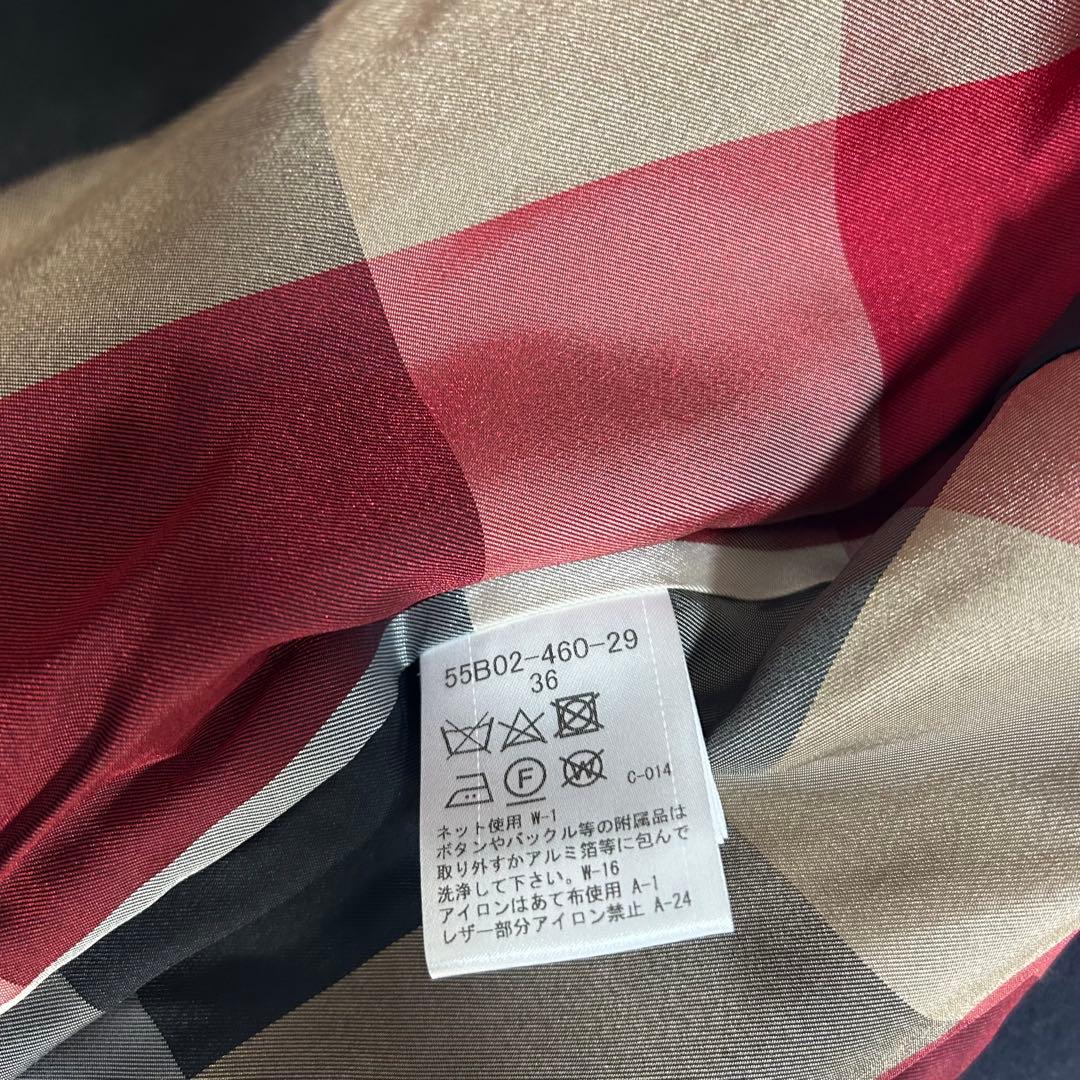 55B02-460-29
36
F W C-014
ネット使用 W-1
ボタンやバックル等の附属品は
取り外すかアルミ箔等に包んで
洗浄して下さい。W-16
アイロンはあて布使用 A-1
レザー部分アイロン禁止 A-24